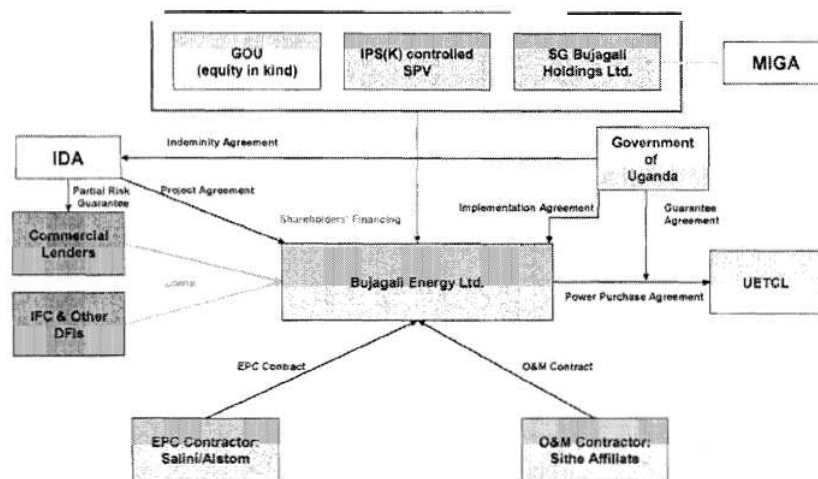 GOU
(equity in kind)
IPS(K) controlled
SPV
SG Bujagali
Holdings Ltd.
MIGA
Indeminity Agreement
IDA
Government
of
Uganda
Partial Risk
Guarantee
Project Agreement
Shareholders' Financing
Implementation Agreement
Guarantee
Agreement
Commercial
Lenders
Bujagali Energy Ltd.
UETCL
Power Purchase Agreement
IFC & Other
DFIs
EPC Contract
O&M Contract
EPC Contractor:
Salini/Alstom
O&M Contractor:
Sithe Affiliate